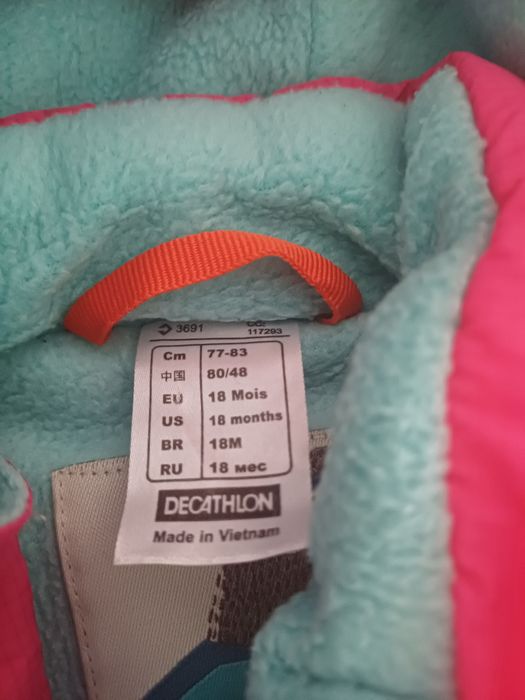 3691 CC: 117293
Cm 77-83
中国 80/48
EU 18 Mois
US 18 months
BR 18M
RU 18 мес
DECATHLON
Made in Vietnam